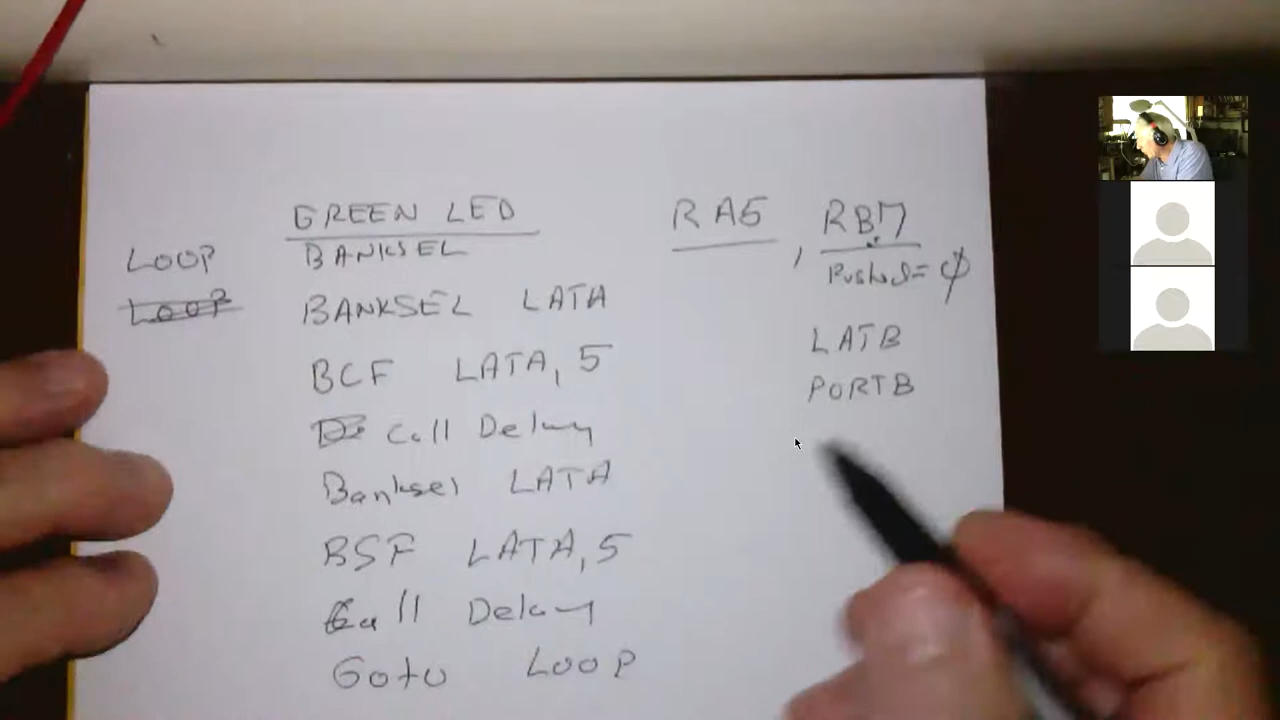 GREEN LED
LOOP BANKSEL
LOOP BANKSEL LATA
BCF LATA, 5
Call Delay
Banksel LATA
BSF LATA, 5
Call Delay
Goto LOOP
RA5, RB7
Pushed = φ
LATB
PORTB